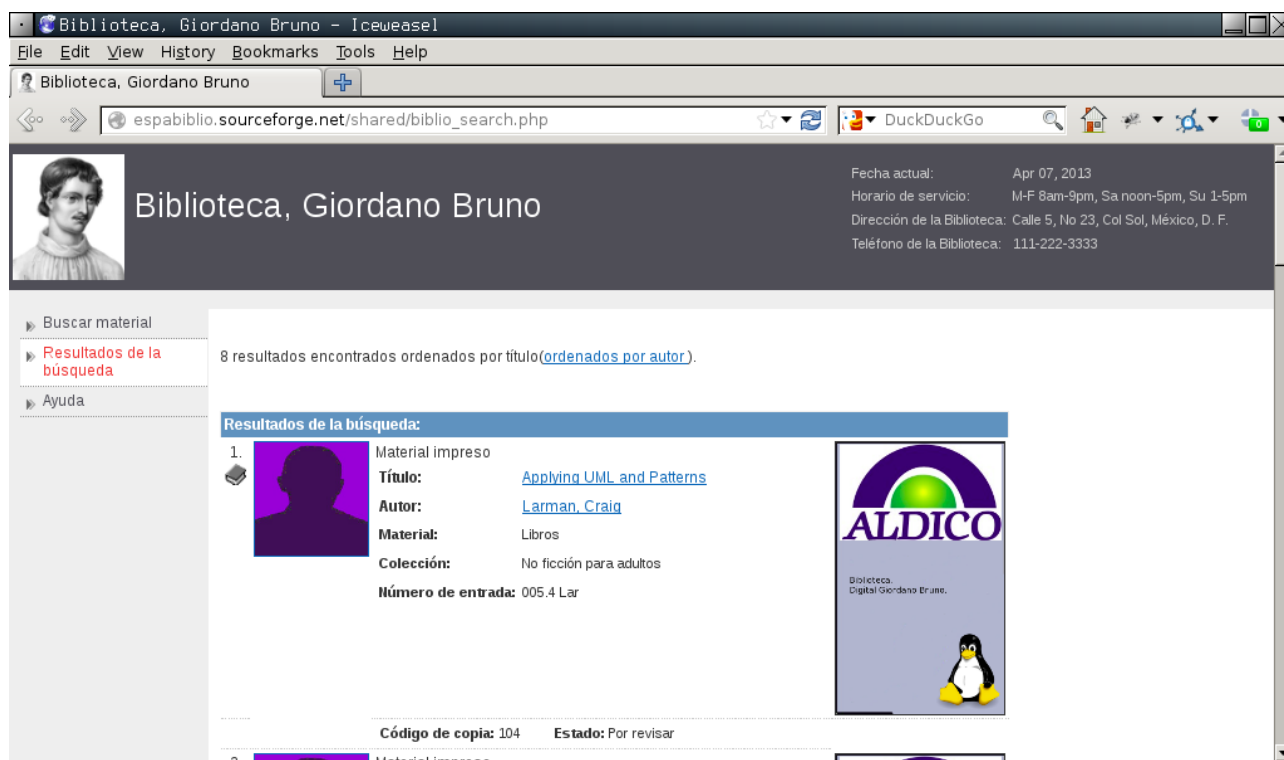 Biblioteca, Giordano Bruno - Iceweasel
File Edit View History Bookmarks Tools Help
Biblioteca, Giordano Bruno
espabiblio.sourceforge.net/shared/biblio_search.php
DuckDuckGo
0
Biblioteca, Giordano Bruno
Fecha actual: Apr 07, 2013
Horario de servicio: M-F 8am-9pm, Sa noon-5pm, Su 1-5pm
Dirección de la Biblioteca: Calle 5, No 23, Col Sol, México, D. F.
Teléfono de la Biblioteca: 111-222-3333
Buscar material
Resultados de la
búsqueda
Ayuda
8 resultados encontrados ordenados por título(ordenados por autor ).
Resultados de la búsqueda:
1.
Material impreso
Título: Applying UML and Patterns
Autor: Larman, Craig
Material: Libros
Colección: No ficción para adultos
Número de entrada: 005.4 Lar
ALDICO
Biblioteca.
Digital Giordano Bruno.
Código de copia: 104 Estado: Por revisar
2.
Material impreso